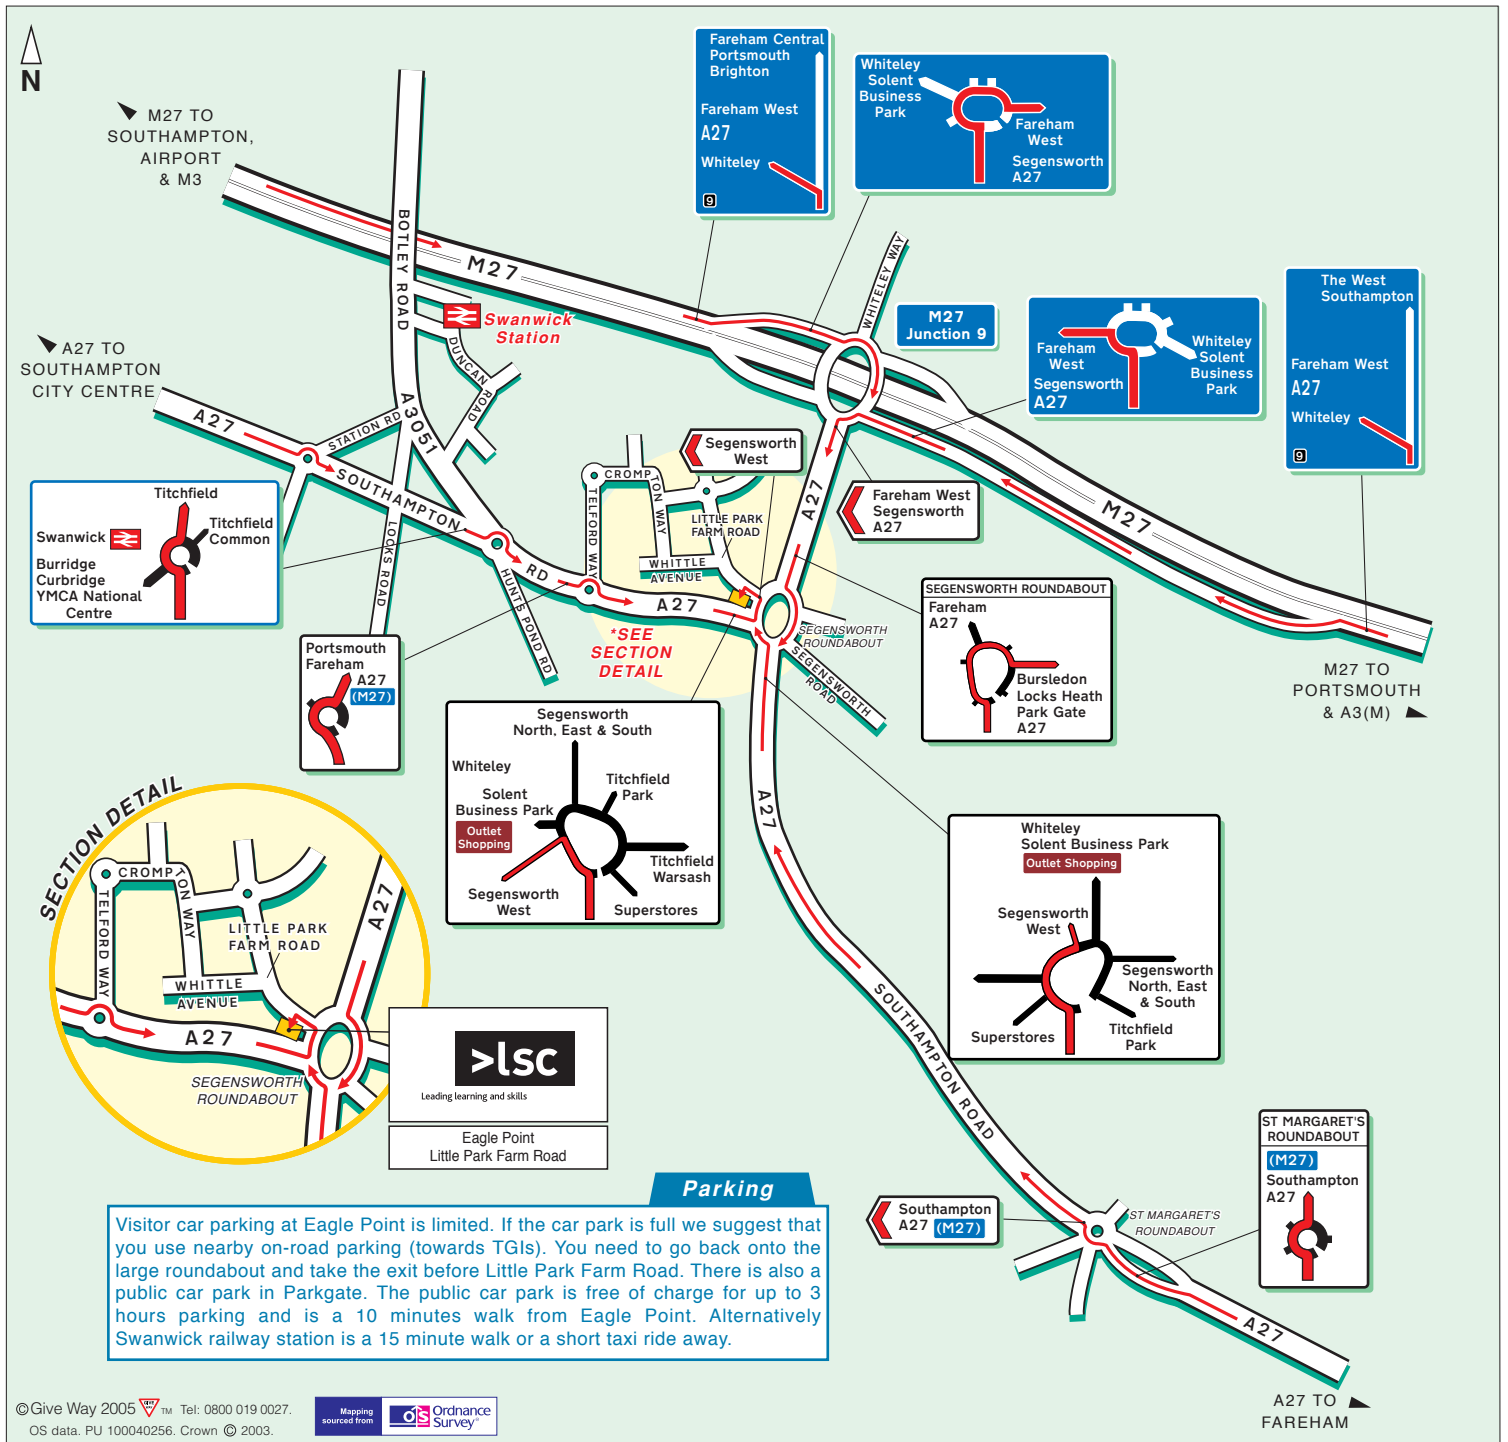 N
M27 TO
SOUTHAMPTON,
AIRPORT
& M3
A27 TO
SOUTHAMPTON
CITY CENTRE
Fareham Central
Portsmouth
Brighton
Fareham West
A27
Whiteley
9
Whiteley
Solent
Business
Park
Fareham
West
Segensworth
A27
WHITELEY WAY
M27
Junction 9
Fareham
West
Segensworth
A27
Whiteley
Solent
Business
Park
The West
Southampton
Fareham West
A27
Whiteley
9
BOTLEY ROAD
M27
Swanwick
Station
DUNCAN
ROAD
A3051
A27
STATION RD
SOUTHAMPTON
RD
LOCKS ROAD
HUNTS POND RD
Titchfield
Titchfield
Common
Swanwick
Burridge
Curbridge
YMCA National
Centre
Portsmouth
Fareham
A27
(M27)
CROMPTON WAY
TELFORD WAY
LITTLE PARK
FARM ROAD
WHITTLE
AVENUE
A27
Segensworth
West
A27
Fareham West
Segensworth
A27
M27
*SEE
SECTION
DETAIL
SEGENSWORTH
ROUNDABOUT
SEGENSWORTH
ROAD
SEGENSWORTH ROUNDABOUT
Fareham
A27
Bursledon
Locks Heath
Park Gate
A27
M27 TO
PORTSMOUTH
& A3(M)
Segensworth
North, East & South
Whiteley
Solent
Business Park
Outlet
Shopping
Titchfield
Park
Titchfield
Warsash
Segensworth
West
Superstores
A27
Whiteley
Solent Business Park
Outlet Shopping
Segensworth
West
Segensworth
North, East
& South
Superstores
Titchfield
Park
SOUTHAMPTON ROAD
SECTION DETAIL
CROMPTON WAY
TELFORD WAY
LITTLE PARK
FARM ROAD
WHITTLE
AVENUE
A27
A27
SEGENSWORTH
ROUNDABOUT
>lsc
Leading learning and skills
Eagle Point
Little Park Farm Road
ST MARGARET'S
ROUNDABOUT
(M27)
Southampton
A27
Southampton
A27 (M27)
ST MARGARET'S
ROUNDABOUT
A27
A27 TO
FAREHAM
Parking
Visitor car parking at Eagle Point is limited. If the car park is full we suggest that
you use nearby on-road parking (towards TGIs). You need to go back onto the
large roundabout and take the exit before Little Park Farm Road. There is also a
public car park in Parkgate. The public car park is free of charge for up to 3
hours parking and is a 10 minutes walk from Eagle Point. Alternatively
Swanwick railway station is a 15 minute walk or a short taxi ride away.
©Give Way 2005 TM Tel: 0800 019 0027.
OS data. PU 100040256. Crown © 2003.
Mapping
sourced from
OS Ordnance
Survey®